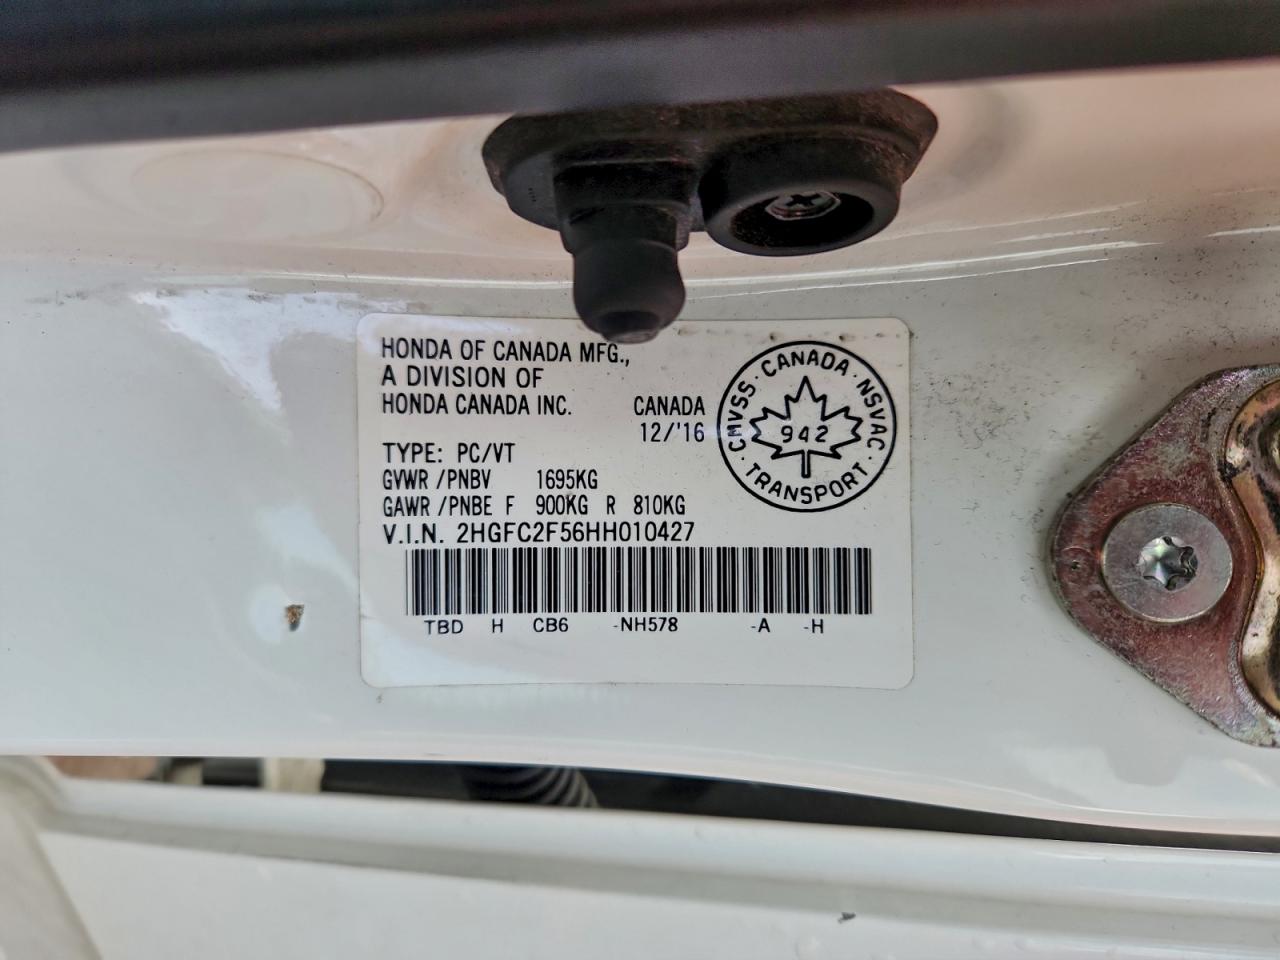 HONDA OF CANADA MFG.,
A DIVISION OF
HONDA CANADA INC.
CANADA
12/'16
CMVSS · CANADA · NSVAC · TRANSPORT ·
942
TYPE: PC/VT
GVWR /PNBV 1695KG
GAWR /PNBE F 900KG R 810KG
V.I.N. 2HGFC2F56HH010427
TBD H CB6 -NH578 -A -H